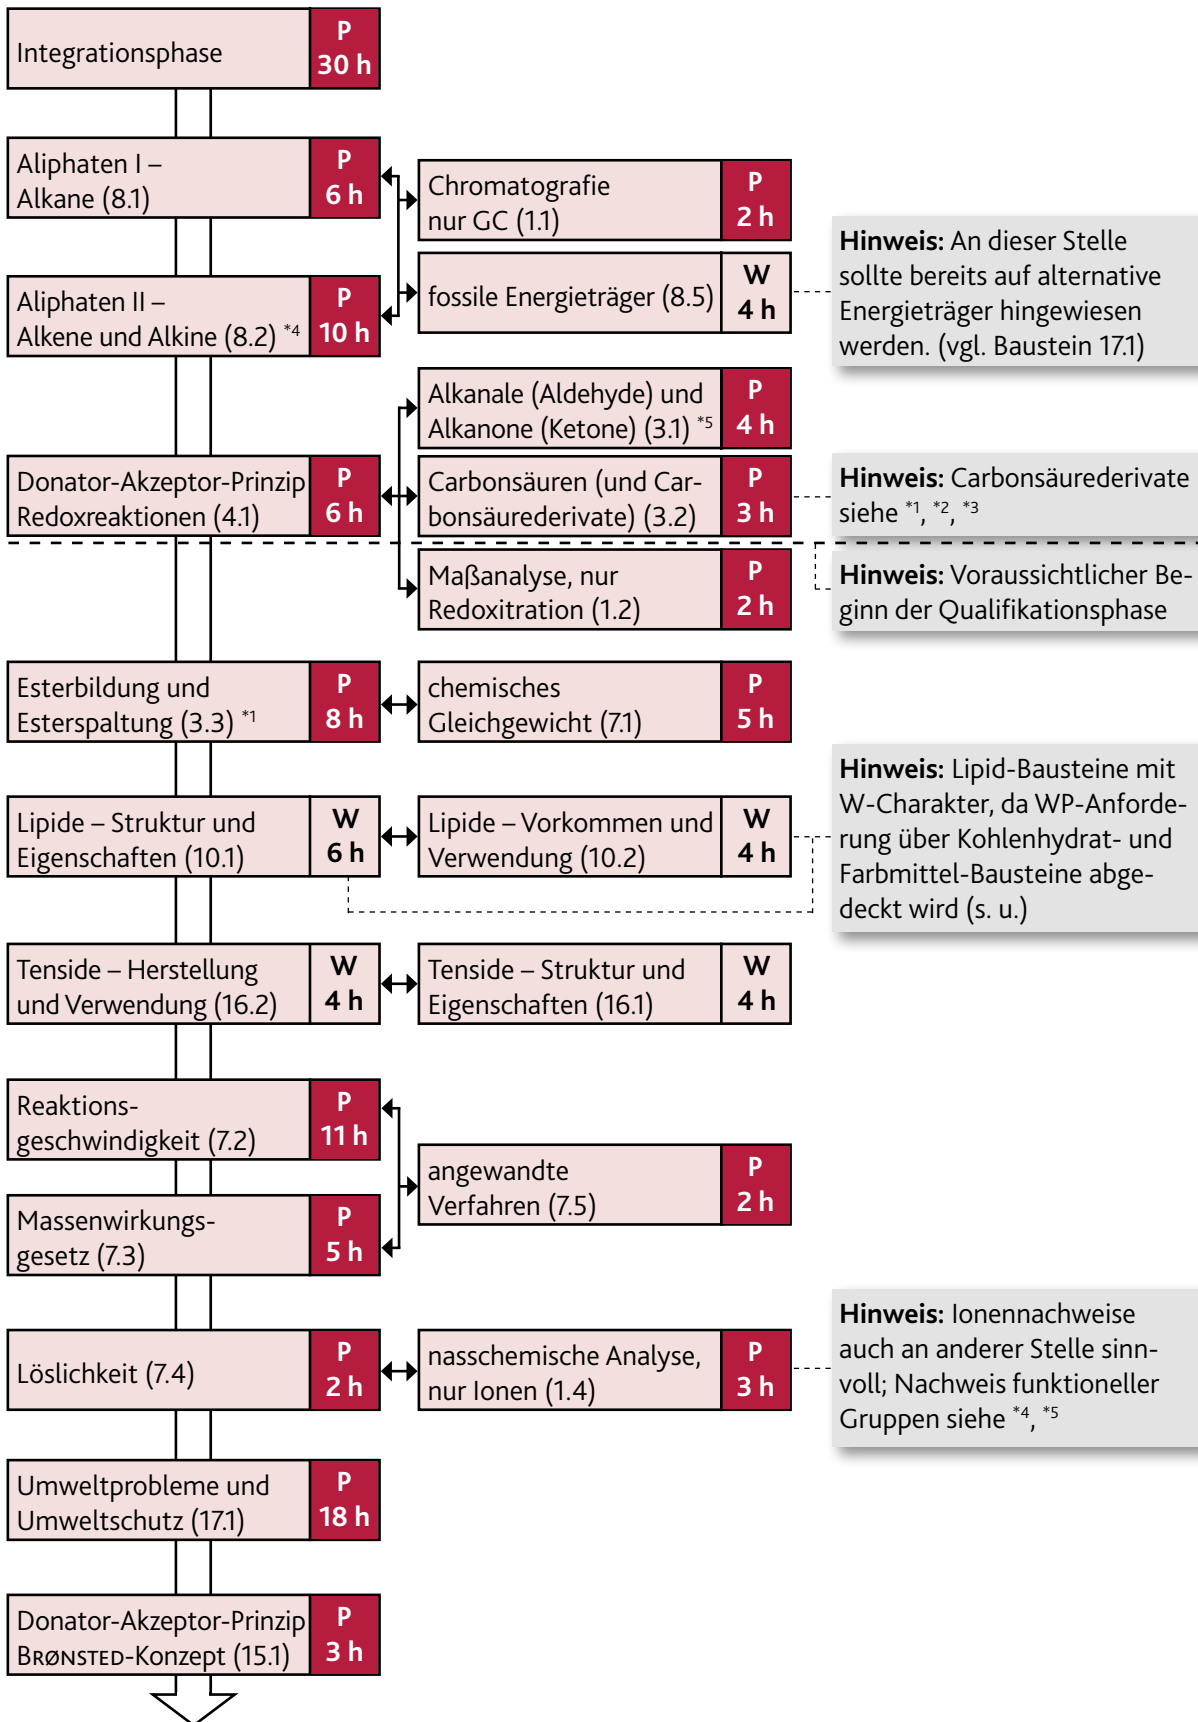 Integrationsphase
P
30 h
Aliphaten I –
Alkane (8.1)
P
6 h
Chromatografie
nur GC (1.1)
P
2 h
Hinweis: An dieser Stelle
sollte bereits auf alternative
Energieträger hingewiesen
werden. (vgl. Baustein 17.1)
Aliphaten II –
Alkene und Alkine (8.2) *4
P
10 h
fossile Energieträger (8.5)
W
4 h
Alkanale (Aldehyde) und
Alkanone (Ketone) (3.1) *5
P
4 h
Donator-Akzeptor-Prinzip
Redoxreaktionen (4.1)
P
6 h
Carbonsäuren (und Car-
bonsäurederivate) (3.2)
P
3 h
Hinweis: Carbonsäurederivate
siehe *1, *2, *3
Maßanalyse, nur
Redoxitration (1.2)
P
2 h
Hinweis: Voraussichtlicher Be-
ginn der Qualifikationsphase
Esterbildung und
Esterspaltung (3.3) *1
P
8 h
chemisches
Gleichgewicht (7.1)
P
5 h
Hinweis: Lipid-Bausteine mit
W-Charakter, da WP-Anforde-
rung über Kohlenhydrat- und
Farbmittel-Bausteine abge-
deckt wird (s. u.)
Lipide – Struktur und
Eigenschaften (10.1)
W
6 h
Lipide – Vorkommen und
Verwendung (10.2)
W
4 h
Tenside – Herstellung
und Verwendung (16.2)
W
4 h
Tenside – Struktur und
Eigenschaften (16.1)
W
4 h
Reaktions-
geschwindigkeit (7.2)
P
11 h
angewandte
Verfahren (7.5)
P
2 h
Massenwirkungs-
gesetz (7.3)
P
5 h
Löslichkeit (7.4)
P
2 h
nasschemische Analyse,
nur Ionen (1.4)
P
3 h
Hinweis: Ionennachweise
auch an anderer Stelle sinn-
voll; Nachweis funktioneller
Gruppen siehe *4, *5
Umweltprobleme und
Umweltschutz (17.1)
P
18 h
Donator-Akzeptor-Prinzip
BRØNSTED-Konzept (15.1)
P
3 h